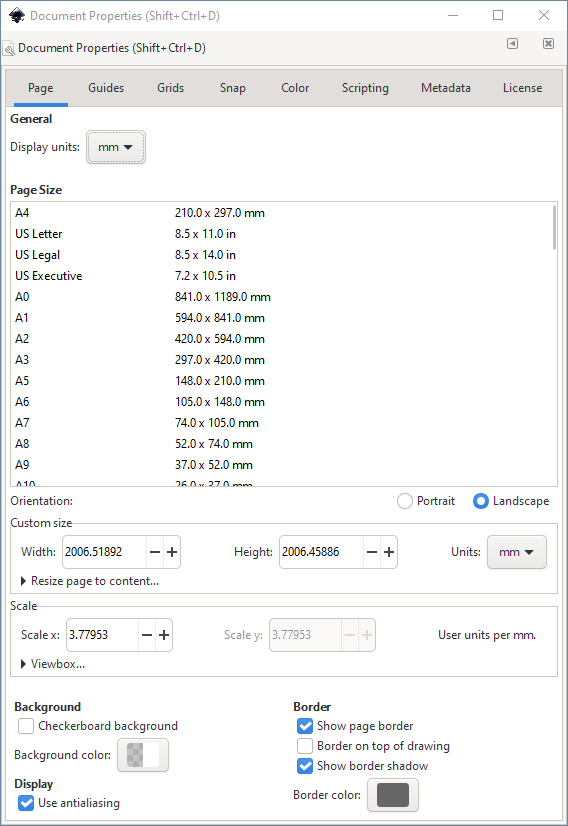 Document Properties (Shift+Ctrl+D)
Document Properties (Shift+Ctrl+D)
Page Guides Grids Snap Color Scripting Metadata License
General
Display units: mm
Page Size
A4 210.0 x 297.0 mm
US Letter 8.5 x 11.0 in
US Legal 8.5 x 14.0 in
US Executive 7.2 x 10.5 in
A0 841.0 x 1189.0 mm
A1 594.0 x 841.0 mm
A2 420.0 x 594.0 mm
A3 297.0 x 420.0 mm
A5 148.0 x 210.0 mm
A6 105.0 x 148.0 mm
A7 74.0 x 105.0 mm
A8 52.0 x 74.0 mm
A9 37.0 x 52.0 mm
A10 26.0 x 37.0 mm
Orientation: Portrait Landscape
Custom size
Width: 2006.51892 Height: 2006.45886 Units: mm
Resize page to content...
Scale
Scale x: 3.77953 Scale y: 3.77953 User units per mm.
Viewbox...
Background Border
Checkerboard background Show page border
Border on top of drawing
Background color: Show border shadow
Display Border color:
Use antialiasing